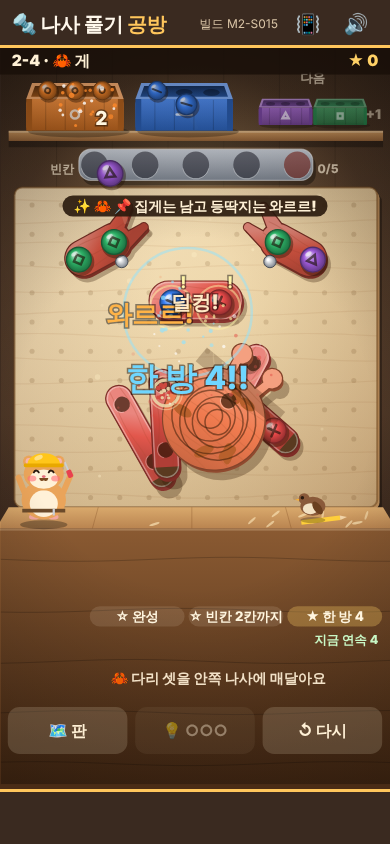 나사 풀기 공방
빌드 M2-S015
2-4 · 게
★ 0
다음
2
+1
빈칸
0/5
집게는 남고 등딱지는 와르르!
! !
덜컹!
와르르!
한 방 4!!
☆ 완성
☆ 빈칸 2칸까지
★ 한 방 4
지금 연속 4
다리 셋을 안쪽 나사에 매달아요
판
다시